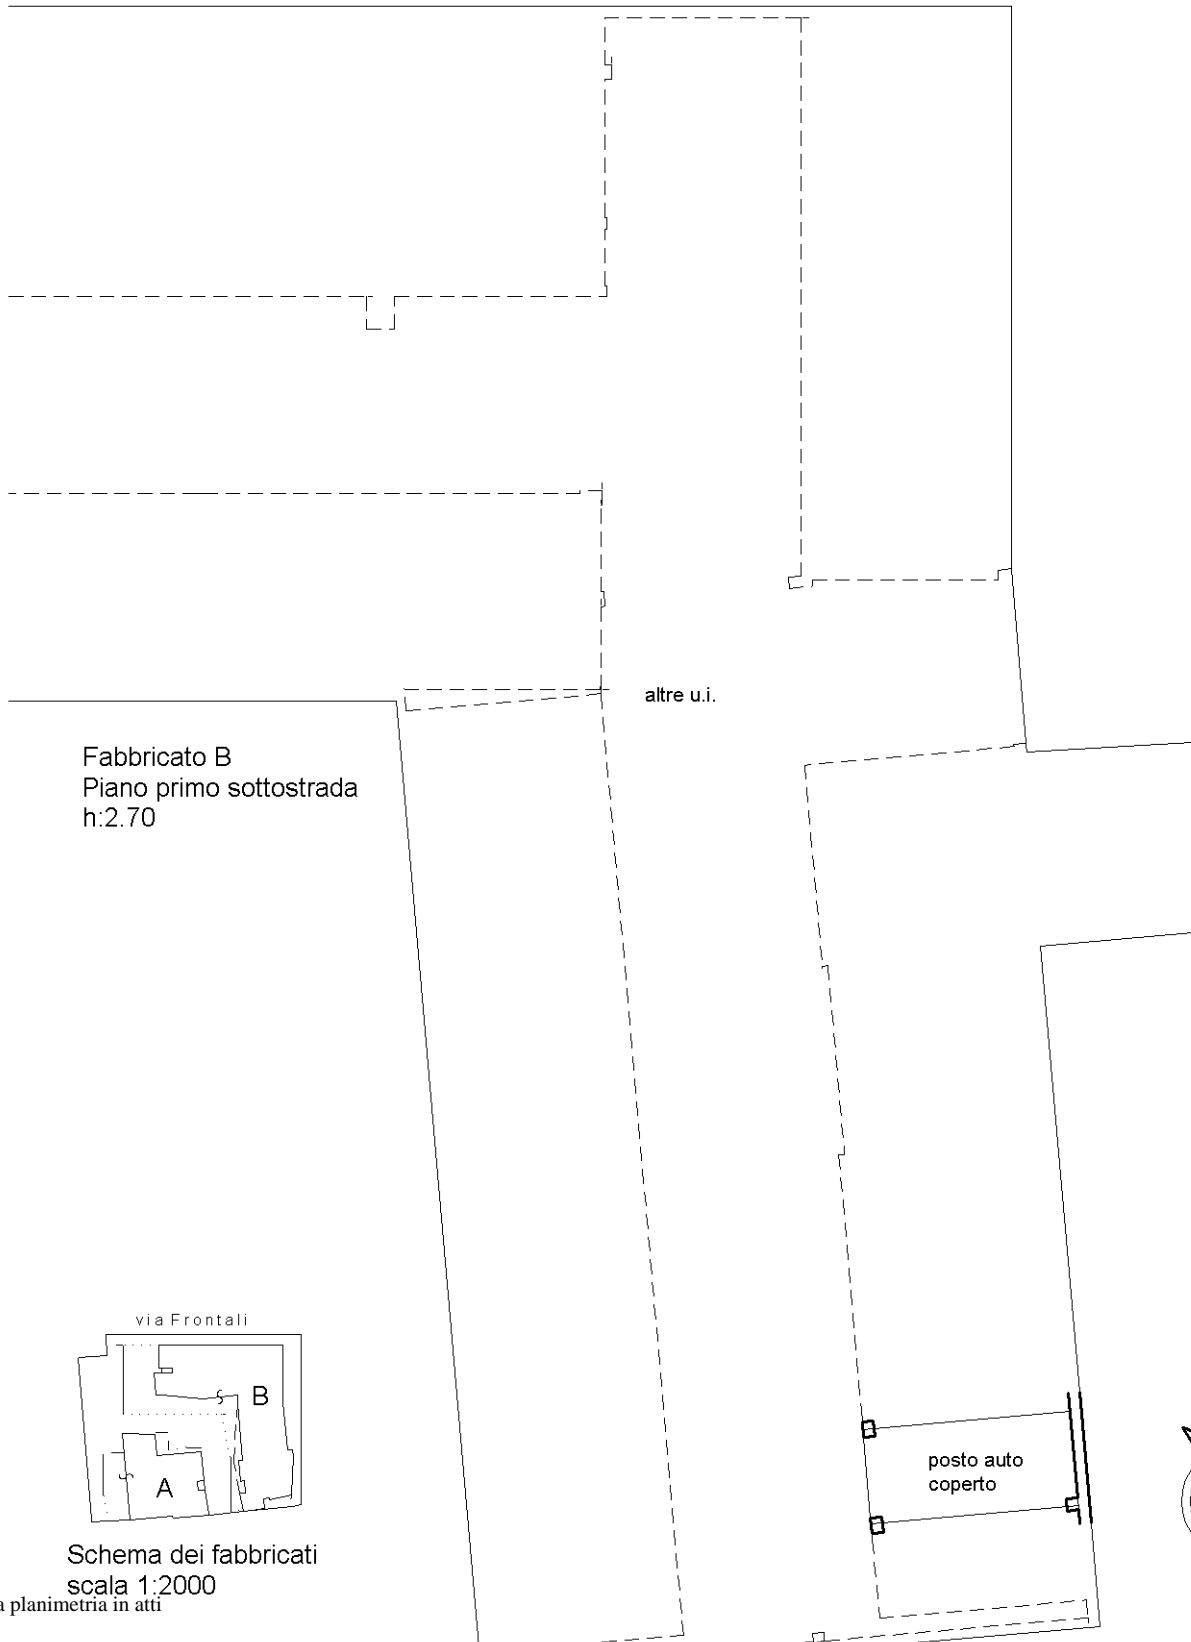 altre u.i.
Fabbricato B
Piano primo sottostrada
h:2.70
via Frontali
B
A
posto auto
coperto
Schema dei fabbricati
scala 1:2000
a planimetria in atti